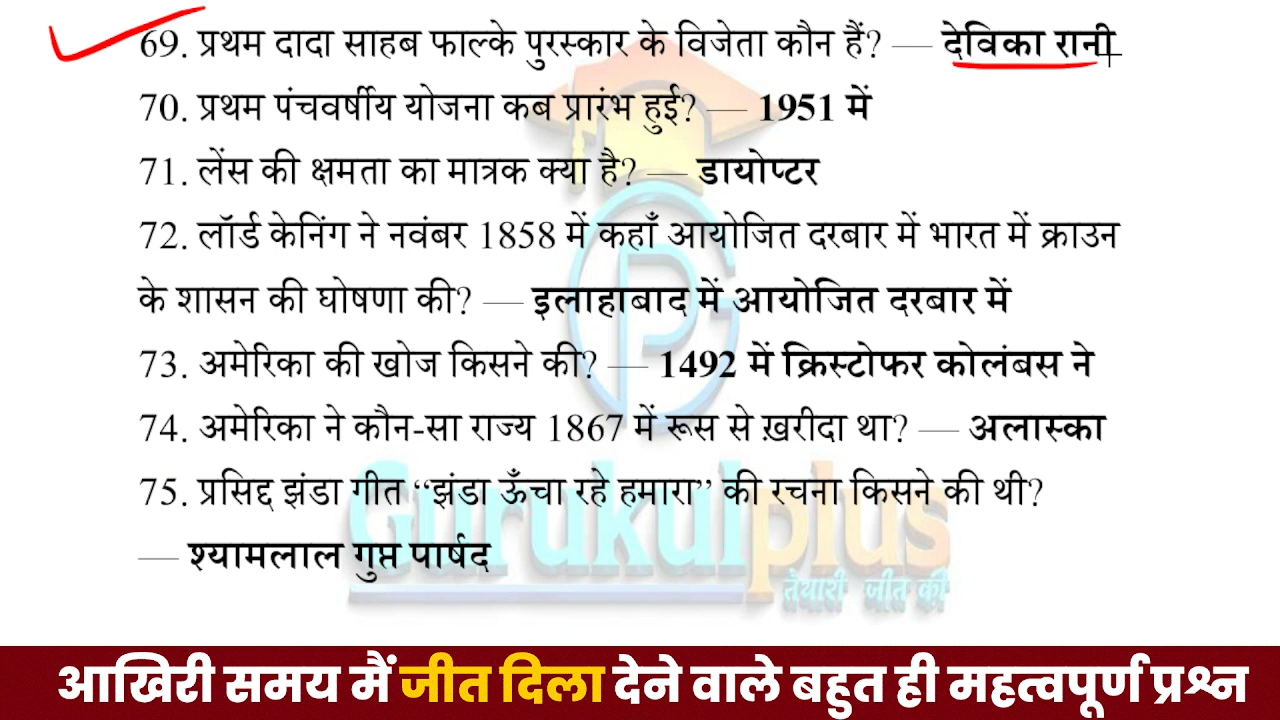 69. प्रथम दादा साहब फाल्के पुरस्कार के विजेता कौन हैं? — देविका रानी
70. प्रथम पंचवर्षीय योजना कब प्रारंभ हुई? — 1951 में
71. लेंस की क्षमता का मात्रक क्या है? — डायोप्टर
72. लॉर्ड केनिंग ने नवंबर 1858 में कहाँ आयोजित दरबार में भारत में क्राउन
के शासन की घोषणा की? — इलाहाबाद में आयोजित दरबार में
73. अमेरिका की खोज किसने की? — 1492 में क्रिस्टोफर कोलंबस ने
74. अमेरिका ने कौन-सा राज्य 1867 में रूस से ख़रीदा था? — अलास्का
75. प्रसिद्द झंडा गीत “झंडा ऊँचा रहे हमारा” की रचना किसने की थी?
— श्यामलाल गुप्त पार्षद
Gurukulplus
तैयारी जीत की
आखिरी समय मैं जीत दिला देने वाले बहुत ही महत्वपूर्ण प्रश्न